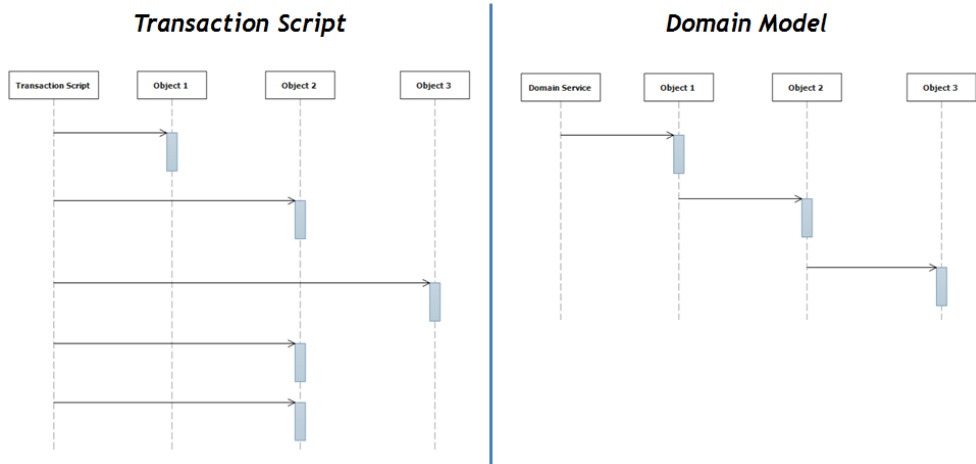 Transaction Script
Domain Model
Transaction Script
Object 1
Object 2
Object 3
Domain Service
Object 1
Object 2
Object 3